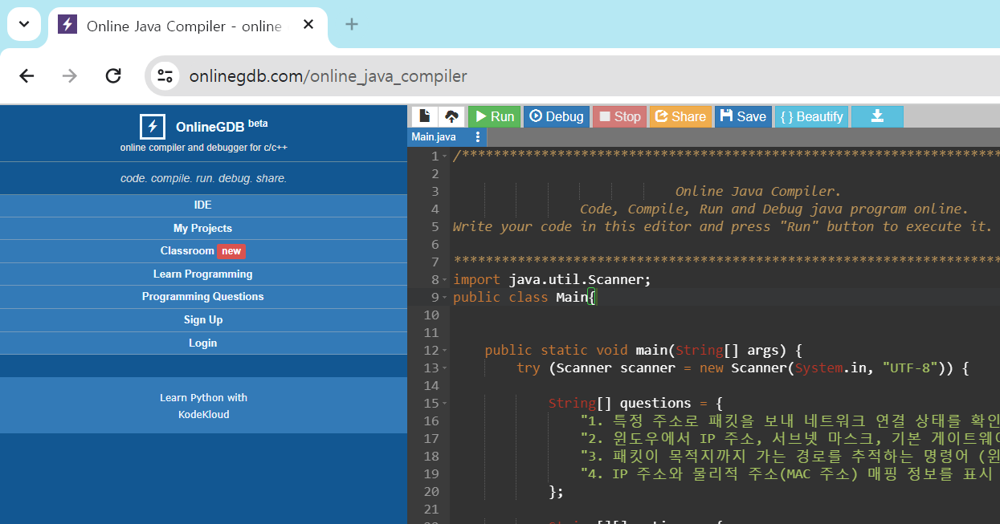 Online Java Compiler - online
onlinegdb.com/online_java_compiler
OnlineGDB beta
online compiler and debugger for c/c++
code. compile. run. debug. share.
IDE
My Projects
Classroom new
Learn Programming
Programming Questions
Sign Up
Login
Learn Python with
KodeKloud
Run Debug Stop Share Save { } Beautify
Main.java
1 /******************************************************************************
2
3 Online Java Compiler.
4 Code, Compile, Run and Debug java program online.
5 Write your code in this editor and press "Run" button to execute it.
6
7 *******************************************************************************
8 import java.util.Scanner;
9 public class Main{
10
11
12 public static void main(String[] args) {
13 try (Scanner scanner = new Scanner(System.in, "UTF-8")) {
14
15 String[] questions = {
16 "1. 특정 주소로 패킷을 보내 네트워크 연결 상태를 확인
17 "2. 윈도우에서 IP 주소, 서브넷 마스크, 기본 게이트웨이
18 "3. 패킷이 목적지까지 가는 경로를 추적하는 명령어 (윈
19 "4. IP 주소와 물리적 주소(MAC 주소) 매핑 정보를 표시
20 };
21